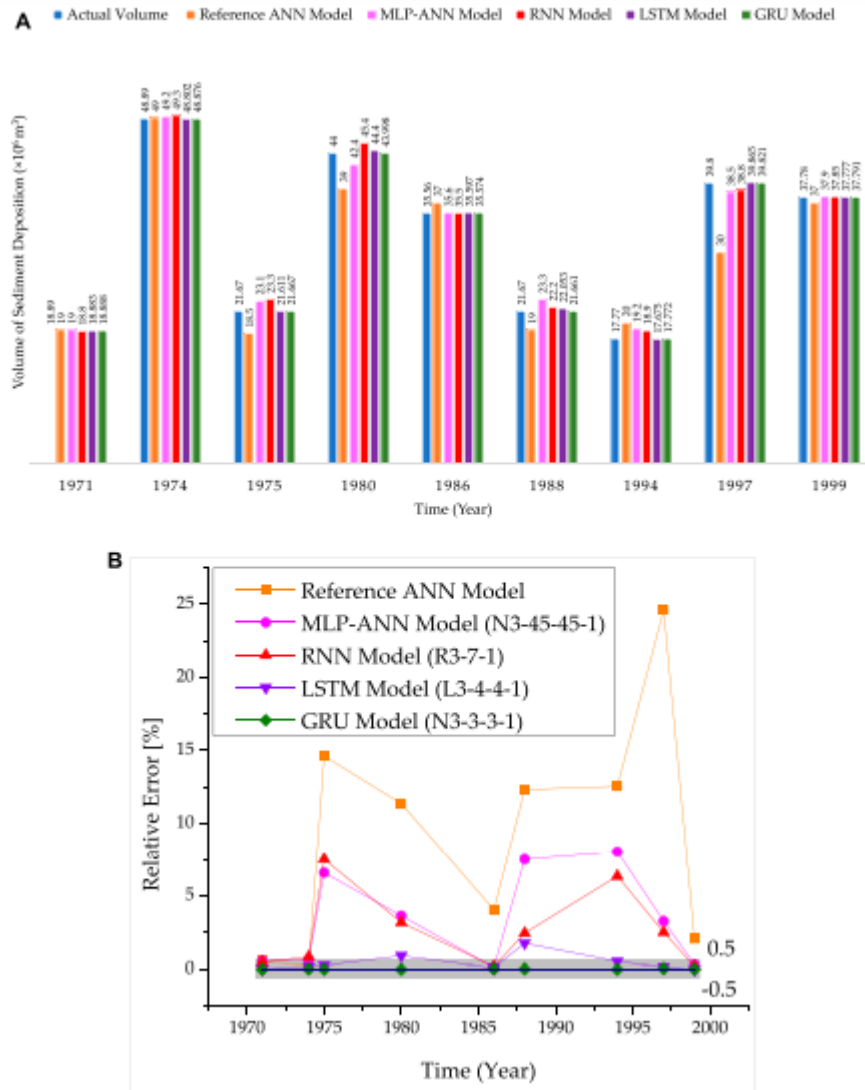 A
Actual Volume Reference ANN Model MLP-ANN Model RNN Model LSTM Model GRU Model
Volume of Sediment Deposition (×10⁶ m³)
18.89 19 19 18.8 18.885 18.888
48.89 49 49.2 49.3 48.802 48.876
21.67 18.5 23.1 23.3 21.611 21.667
44 39 42.4 45.4 44.4 43.998
35.56 37 35.6 35.5 35.597 35.574
21.67 19 23.3 22.2 22.053 21.661
17.77 20 19.2 18.9 17.675 17.772
39.8 30 38.5 38.8 39.865 39.821
37.78 37 37.9 37.85 37.777 37.791
1971 1974 1975 1980 1986 1988 1994 1997 1999
Time (Year)
B
Reference ANN Model
MLP-ANN Model (N3-45-45-1)
RNN Model (R3-7-1)
LSTM Model (L3-4-4-1)
GRU Model (N3-3-3-1)
Relative Error [%]
25
20
15
10
5
0
0.5
-0.5
1970 1975 1980 1985 1990 1995 2000
Time (Year)